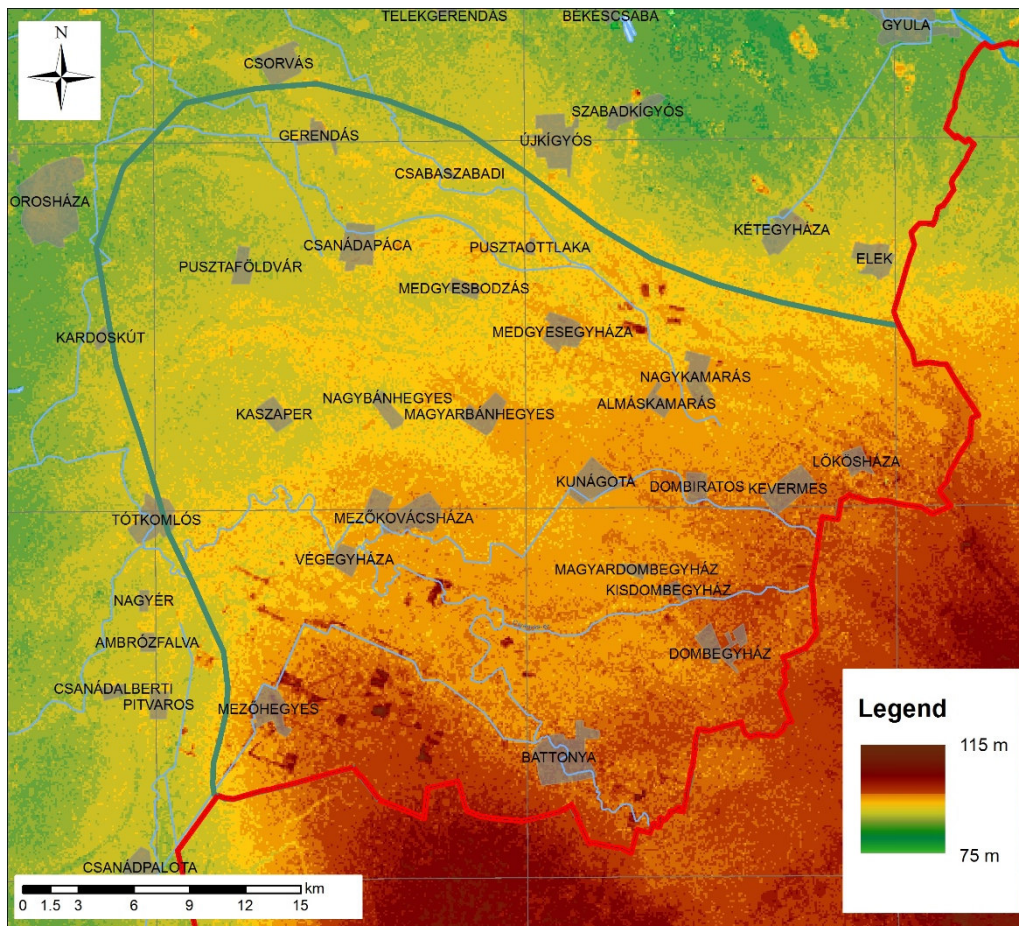 TELEKGERENDÁS
BÉKÉSCSABA
GYULA
N
CSORVÁS
SZABADKÍGYÓS
GERENDÁS
ÚJKÍGYÓS
CSABASZABADI
OROSHÁZA
KÉTEGYHÁZA
CSANÁDAPÁCA
PUSZTAOTTLAKA
ELEK
PUSZTAFÖLDVÁR
MEDGYESBODZÁS
KARDOSKÚT
MEDGYESEGYHÁZA
NAGYKAMARÁS
NAGYBÁNHEGYES
ALMÁSKAMARÁS
KASZAPER
MAGYARBÁNHEGYES
LŐKÖSHÁZA
KUNÁGOTA
DOMBIRATOS
KEVERMES
TÓTKOMLÓS
MEZŐKOVÁCSHÁZA
VÉGEGYHÁZA
MAGYARDOMBEGYHÁZ
KISDOMBEGYHÁZ
NAGYÉR
AMBRÓZFALVA
DOMBEGYHÁZ
CSANÁDALBERTI
PITVAROS
MEZŐHEGYES
BATTONYA
CSANÁDPALOTA
Legend
115 m
75 m
km
0 1.5 3 6 9 12 15